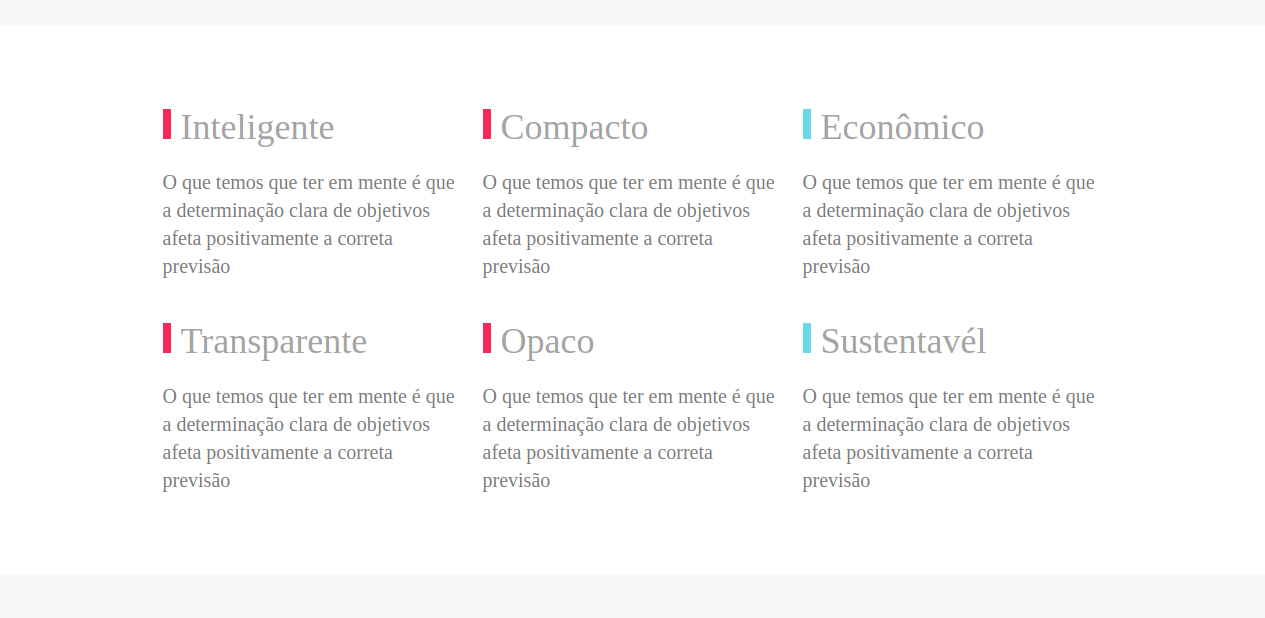 Inteligente
O que temos que ter em mente é que
a determinação clara de objetivos
afeta positivamente a correta
previsão
Compacto
O que temos que ter em mente é que
a determinação clara de objetivos
afeta positivamente a correta
previsão
Econômico
O que temos que ter em mente é que
a determinação clara de objetivos
afeta positivamente a correta
previsão
Transparente
O que temos que ter em mente é que
a determinação clara de objetivos
afeta positivamente a correta
previsão
Opaco
O que temos que ter em mente é que
a determinação clara de objetivos
afeta positivamente a correta
previsão
Sustentavél
O que temos que ter em mente é que
a determinação clara de objetivos
afeta positivamente a correta
previsão